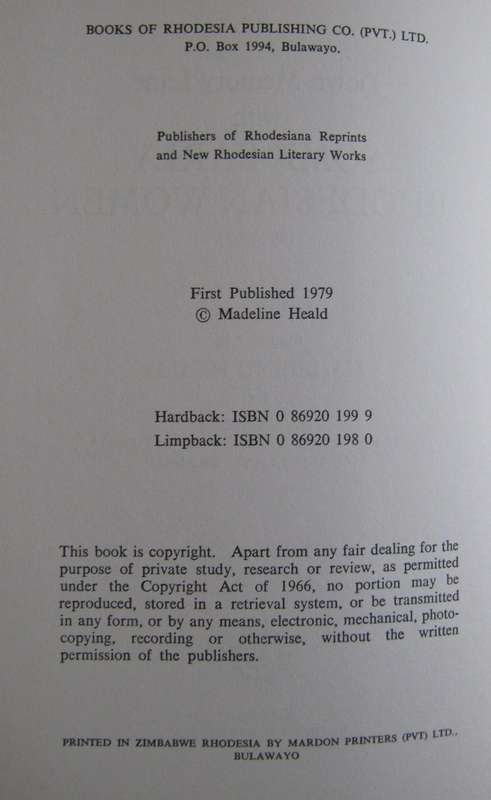 BOOKS OF RHODESIA PUBLISHING CO. (PVT.) LTD.
P.O. Box 1994, Bulawayo.
Publishers of Rhodesiana Reprints
and New Rhodesian Literary Works
First Published 1979
© Madeline Heald
Hardback: ISBN 0 86920 199 9
Limpback: ISBN 0 86920 198 0
This book is copyright. Apart from any fair dealing for the
purpose of private study, research or review, as permitted
under the Copyright Act of 1966, no portion may be
reproduced, stored in a retrieval system, or be transmitted
in any form, or by any means, electronic, mechanical, photo-
copying, recording or otherwise, without the written
permission of the publishers.
PRINTED IN ZIMBABWE RHODESIA BY MARDON PRINTERS (PVT) LTD.,
BULAWAYO